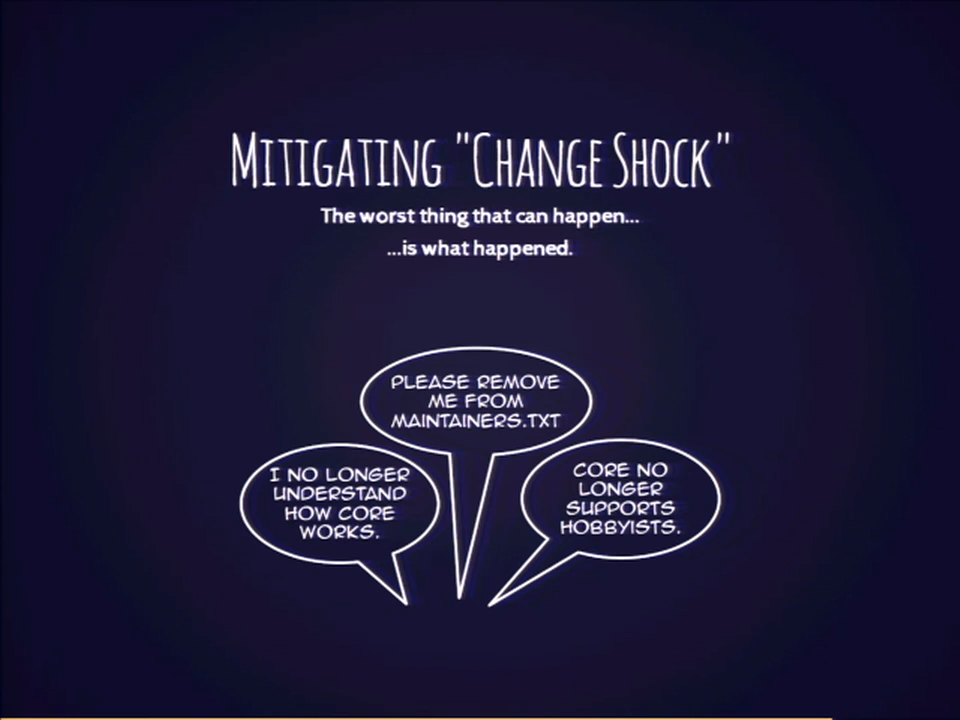 MITIGATING "CHANGE SHOCK"
The worst thing that can happen...
...is what happened.
PLEASE REMOVE
ME FROM
MAINTAINERS.TXT
I NO LONGER
UNDERSTAND
HOW CORE
WORKS.
CORE NO
LONGER
SUPPORTS
HOBBYISTS.